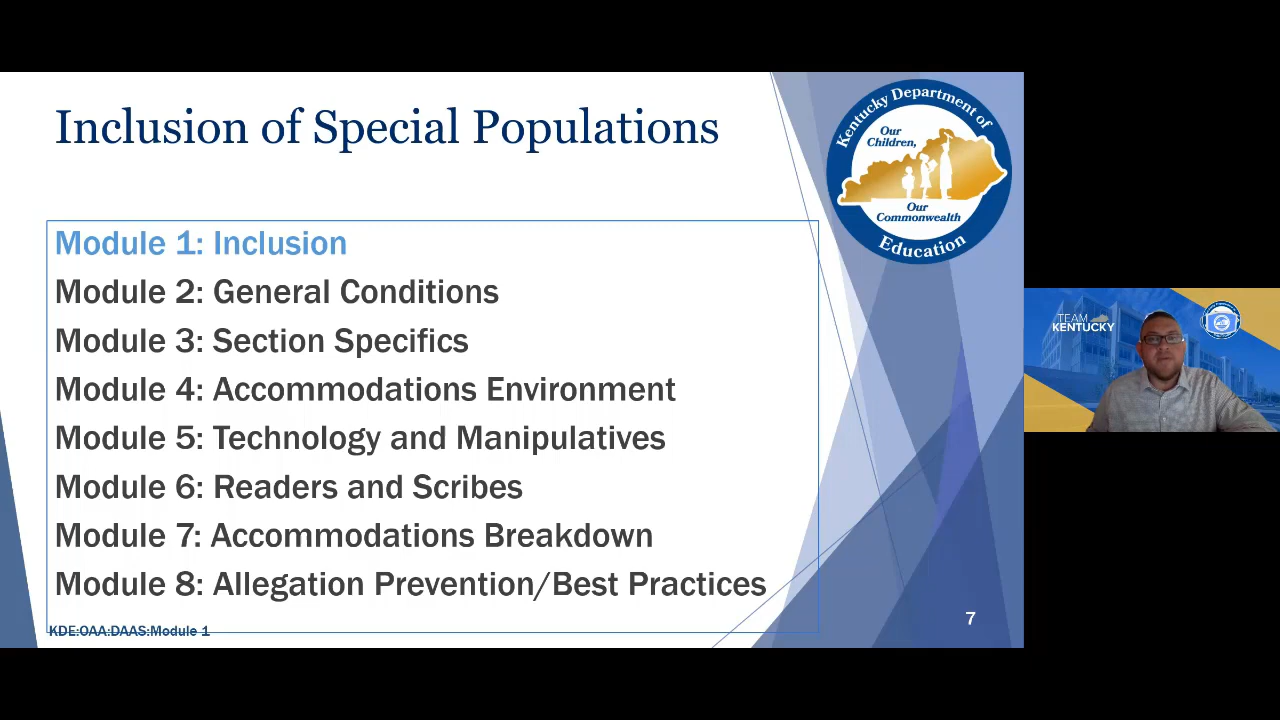 Inclusion of Special Populations
Kentucky Department of
Our
Children,
Our
Commonwealth
Education
Module 1: Inclusion
Module 2: General Conditions
Module 3: Section Specifics
Module 4: Accommodations Environment
Module 5: Technology and Manipulatives
Module 6: Readers and Scribes
Module 7: Accommodations Breakdown
Module 8: Allegation Prevention/Best Practices
KDE:OAA:DAAS:Module 1
7
TEAM
KENTUCKY